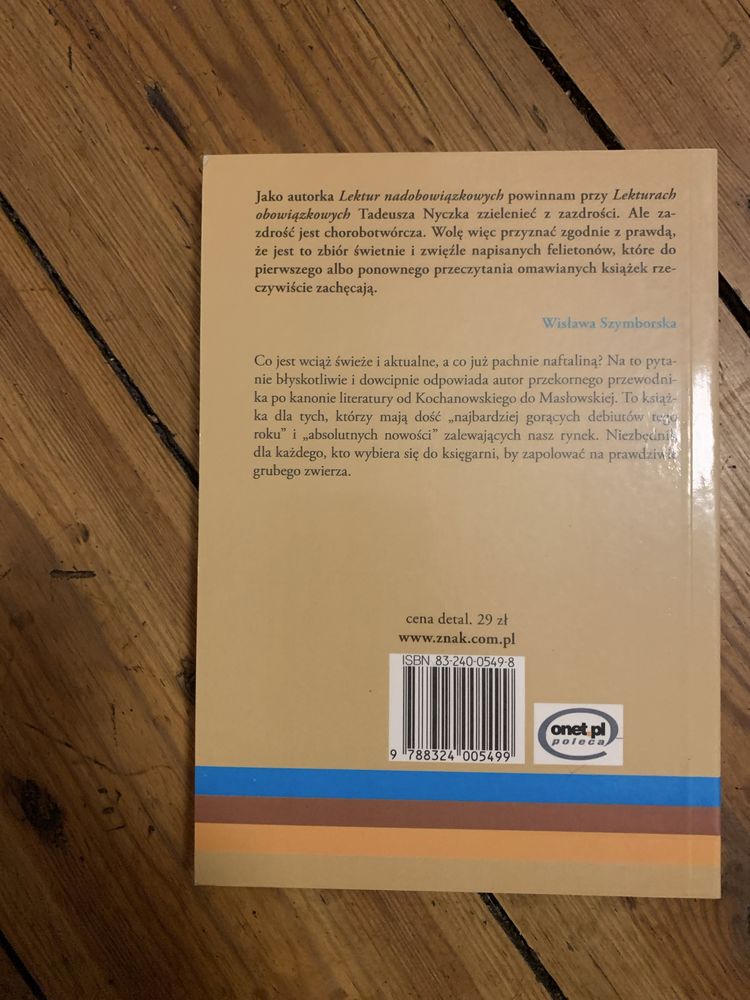 Jako autorka Lektur nadobowiązkowych powinnam przy Lekturach
obowiązkowych Tadeusza Nyczka zzielenieć z zazdrości. Ale za-
zdrość jest chorobotwórcza. Wolę więc przyznać zgodnie z prawdą,
że jest to zbiór świetnie i zwięźle napisanych felietonów, które do
pierwszego albo ponownego przeczytania omawianych książek rze-
czywiście zachęcają.
Wisława Szymborska
Co jest wciąż świeże i aktualne, a co już pachnie naftaliną? Na to pyta-
nie błyskotliwie i dowcipnie odpowiada autor przekornego przewodni-
ka po kanonie literatury od Kochanowskiego do Masłowskiej. To książ-
ka dla tych, którzy mają dość „najbardziej gorących debiutów tego
roku” i „absolutnych nowości” zalewających nasz rynek. Niezbędnik
dla każdego, kto wybiera się do księgarni, by zapolować na prawdziwie
grubego zwierza.
cena detal. 29 zł
www.znak.com.pl
ISBN 83-240-0549-8
9 788324 005499
onet.pl
poleca